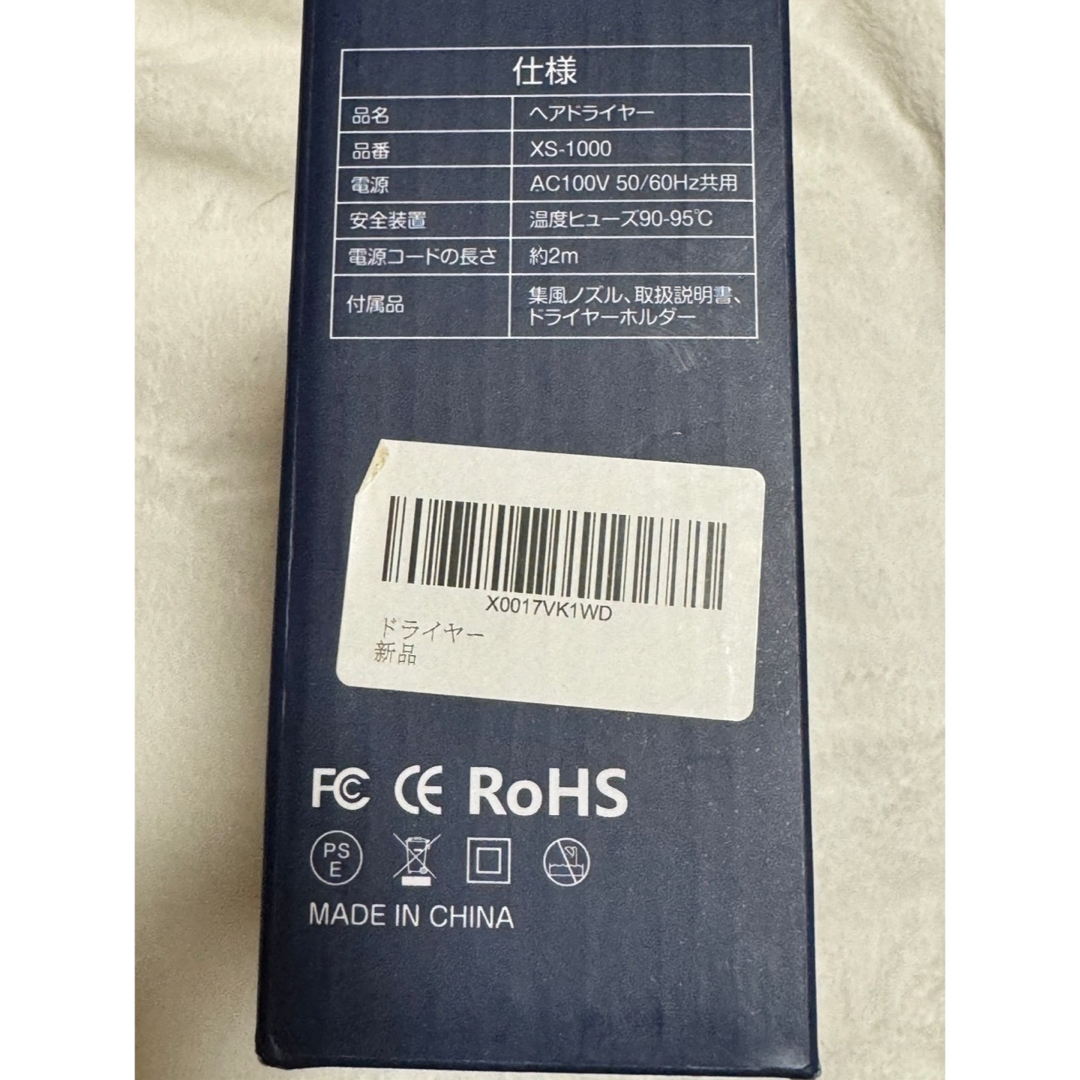 仕様
品名 ヘアドライヤー
品番 XS-1000
電源 AC100V 50/60Hz共用
安全装置 温度ヒューズ90-95℃
電源コードの長さ 約2m
付属品 集風ノズル、取扱説明書、
ドライヤーホルダー
X0017VK1WD
ドライヤー
新品
FC CE RoHS
PS
E
MADE IN CHINA